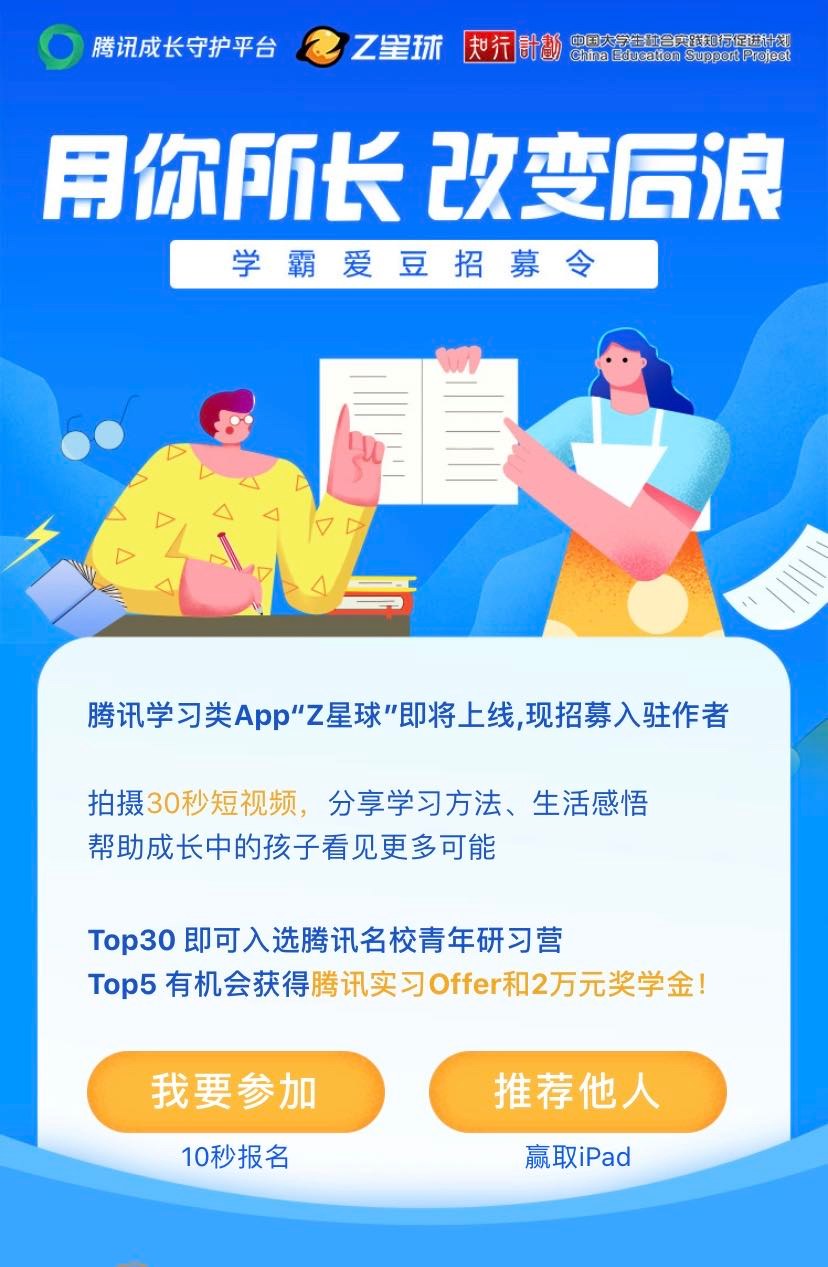 腾讯成长守护平台 Z星球 知行計劃 中国大学生社会实践知行促进计划
China Education Support Project
用你所长 改变后浪
学霸爱豆招募令
腾讯学习类App“Z星球”即将上线,现招募入驻作者
拍摄30秒短视频，分享学习方法、生活感悟
帮助成长中的孩子看见更多可能
Top30 即可入选腾讯名校青年研习营
Top5 有机会获得腾讯实习Offer和2万元奖学金！
我要参加 推荐他人
10秒报名 赢取iPad